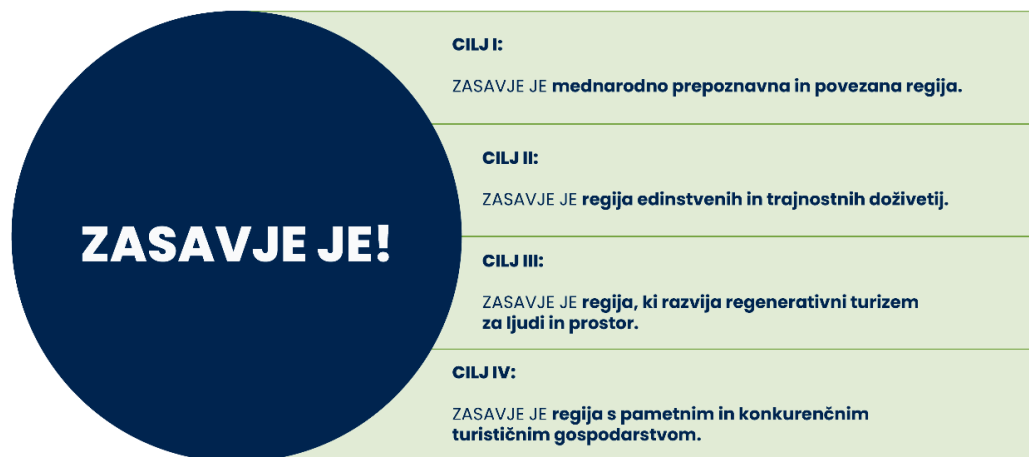 ZASAVJE JE!
CILJ I:
ZASAVJE JE mednarodno prepoznavna in povezana regija.
CILJ II:
ZASAVJE JE regija edinstvenih in trajnostnih doživetij.
CILJ III:
ZASAVJE JE regija, ki razvija regenerativni turizem
za ljudi in prostor.
CILJ IV:
ZASAVJE JE regija s pametnim in konkurenčnim
turističnim gospodarstvom.